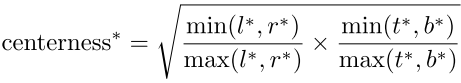 centerness* = √( min(l*, r*) / max(l*, r*) × min(t*, b*) / max(t*, b*) )